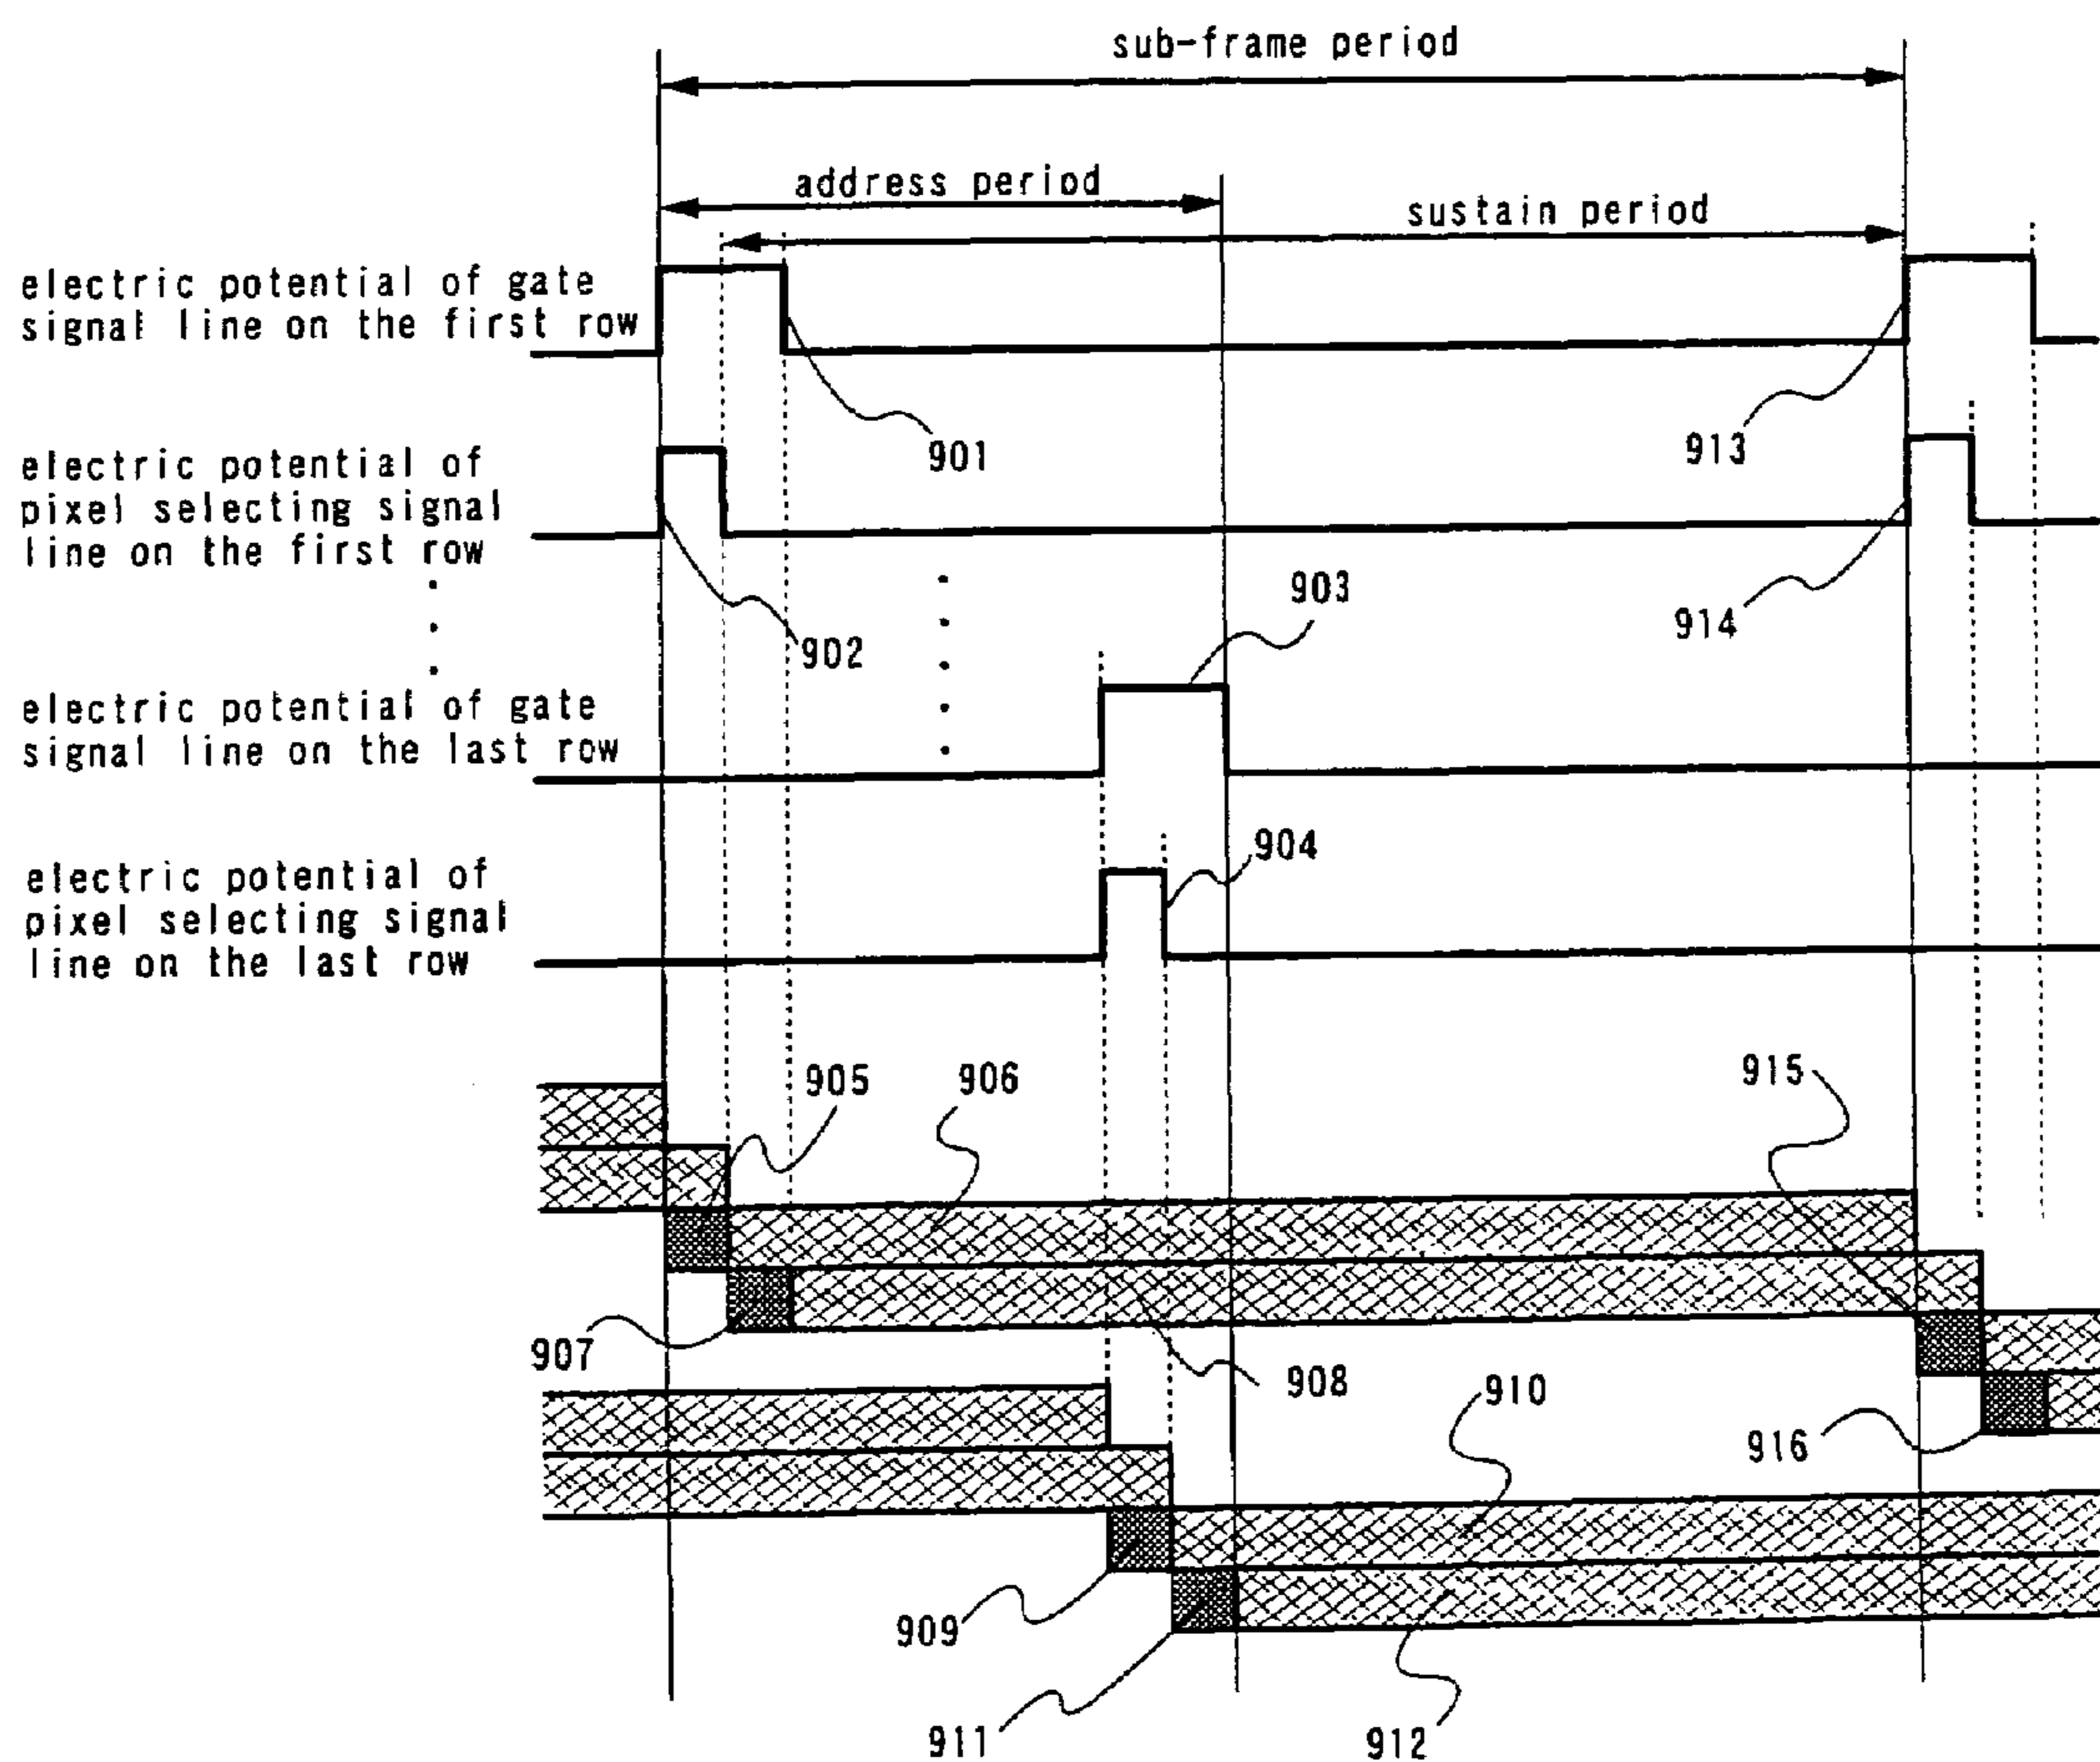 sub-frame period
address period
sustain period
electric potential of gate
signal line on the first row
901
913
electric potential of
pixel selecting signal
line on the first row
902
903
914
electric potential of gate
signal line on the last row
904
electric potential of
pixel selecting signal
line on the last row
905
906
915
907
908
910
916
909
911
912